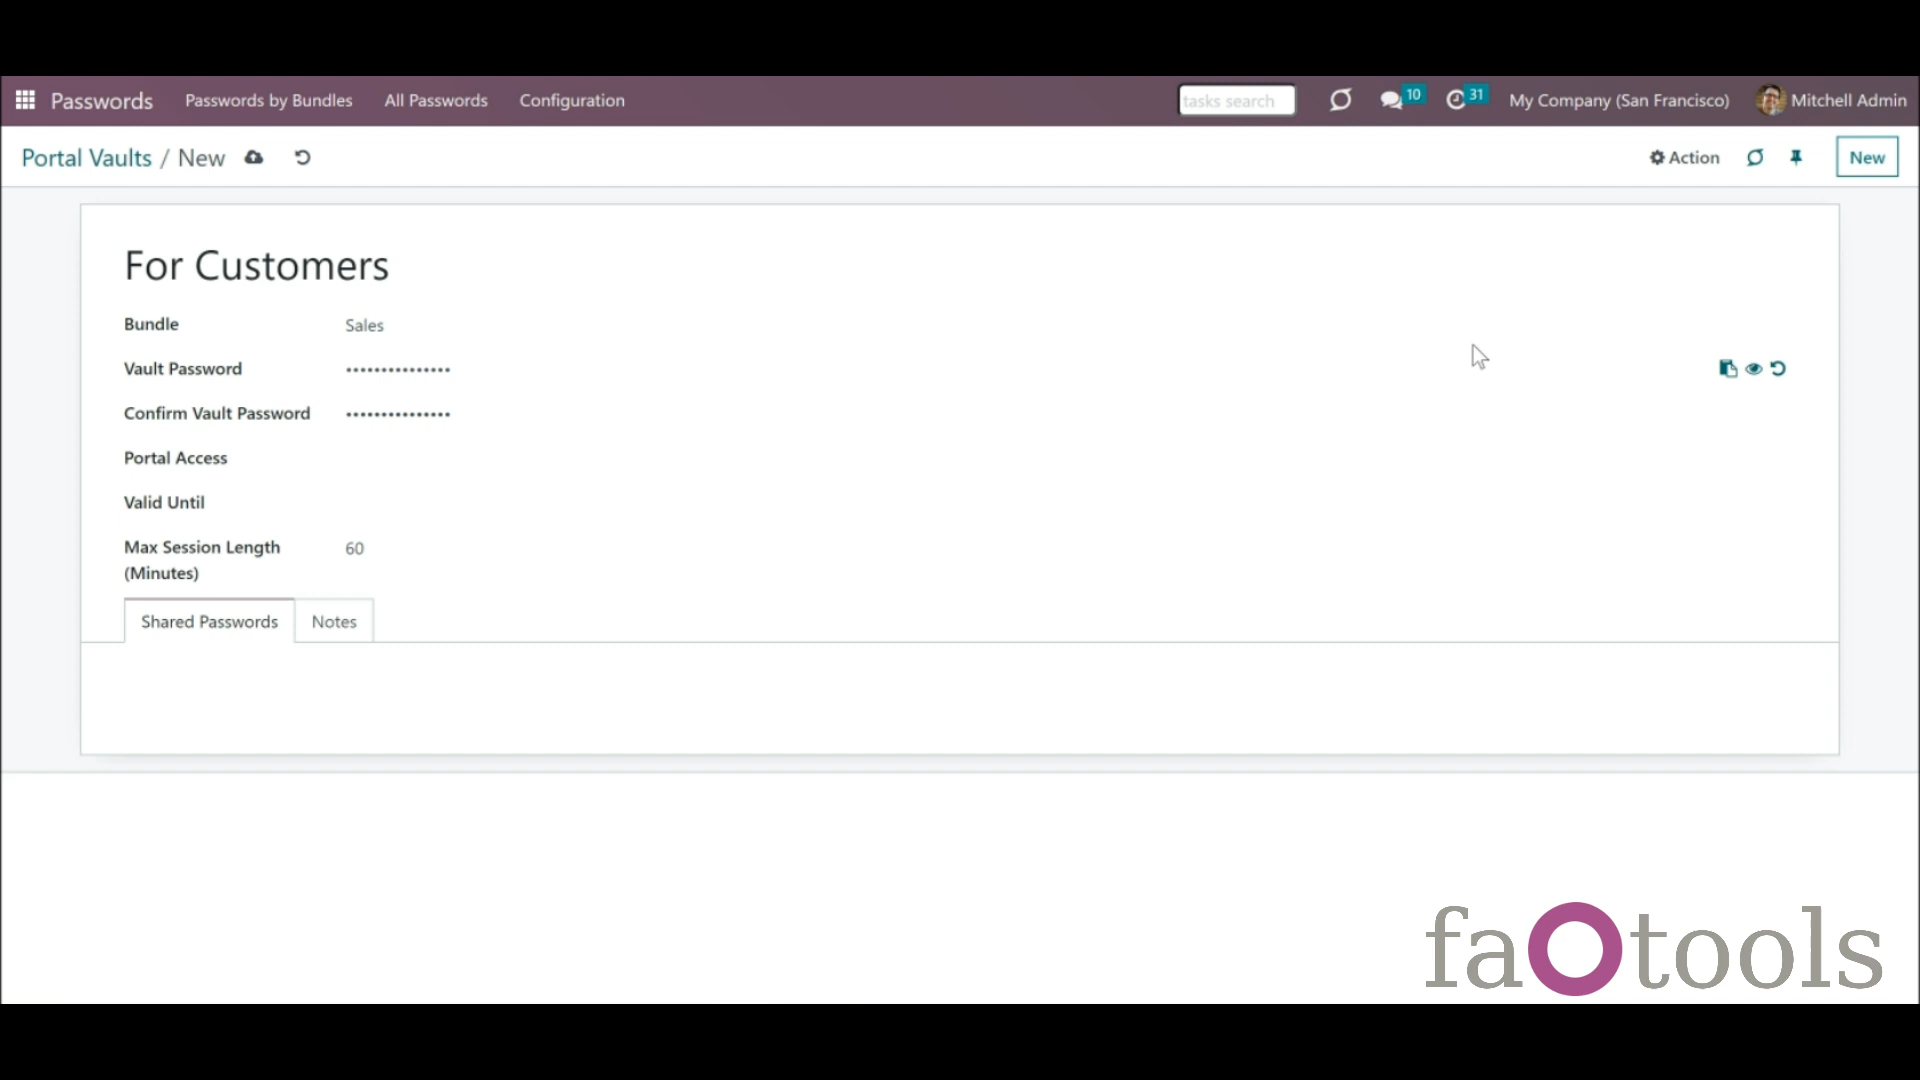 Passwords Passwords by Bundles All Passwords Configuration tasks search 10 31 My Company (San Francisco) Mitchell Admin
Portal Vaults / New Action New
For Customers
Bundle Sales
Vault Password •••••••••••••••
Confirm Vault Password •••••••••••••••
Portal Access
Valid Until
Max Session Length 60
(Minutes)
Shared Passwords Notes
faOtools